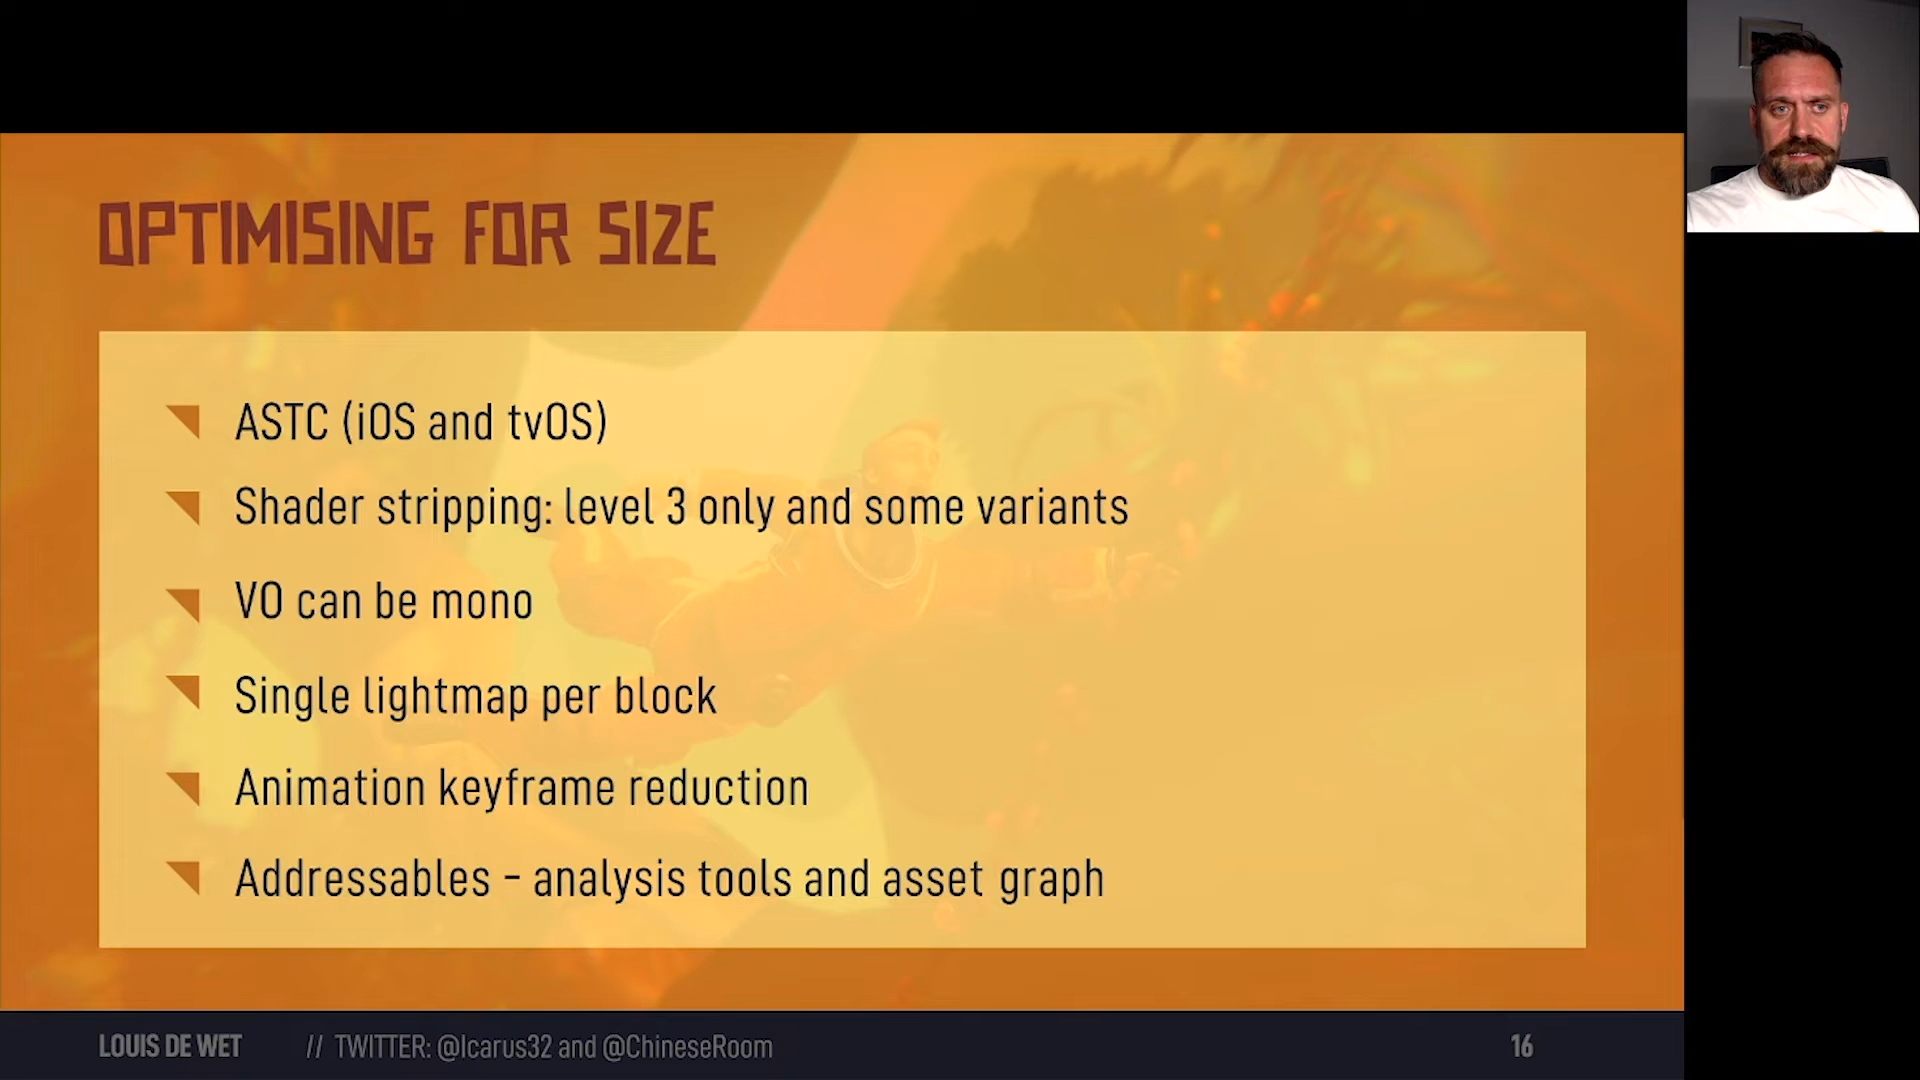 OPTIMISING FOR SIZE
ASTC (iOS and tvOS)
Shader stripping: level 3 only and some variants
VO can be mono
Single lightmap per block
Animation keyframe reduction
Addressables - analysis tools and asset graph
LOUIS DE WET // TWITTER: @Icarus32 and @ChineseRoom 16